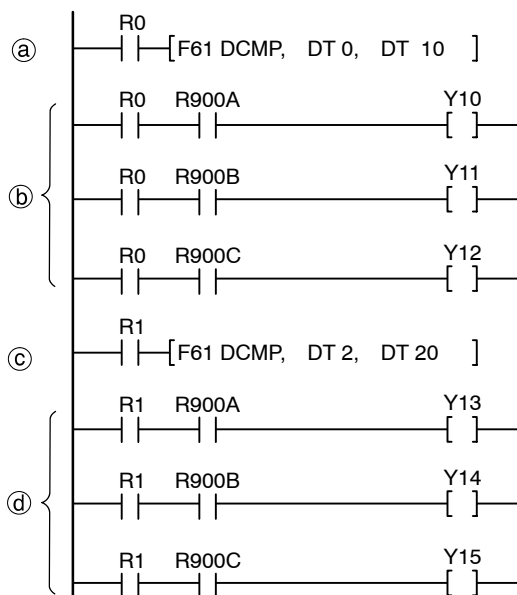 R0
ⓐ [F61 DCMP, DT 0, DT 10 ]
R0 R900A Y10
ⓑ R0 R900B Y11
R0 R900C Y12
R1
ⓒ [F61 DCMP, DT 2, DT 20 ]
R1 R900A Y13
ⓓ R1 R900B Y14
R1 R900C Y15